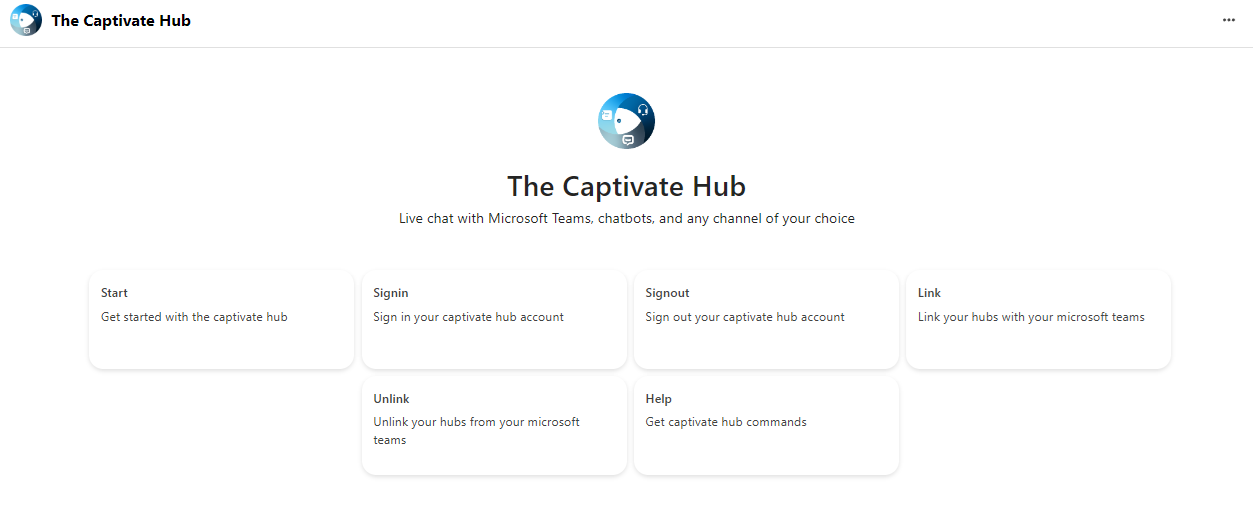 The Captivate Hub
The Captivate Hub
Live chat with Microsoft Teams, chatbots, and any channel of your choice
Start
Get started with the captivate hub
Signin
Sign in your captivate hub account
Signout
Sign out your captivate hub account
Link
Link your hubs with your microsoft teams
Unlink
Unlink your hubs from your microsoft
teams
Help
Get captivate hub commands